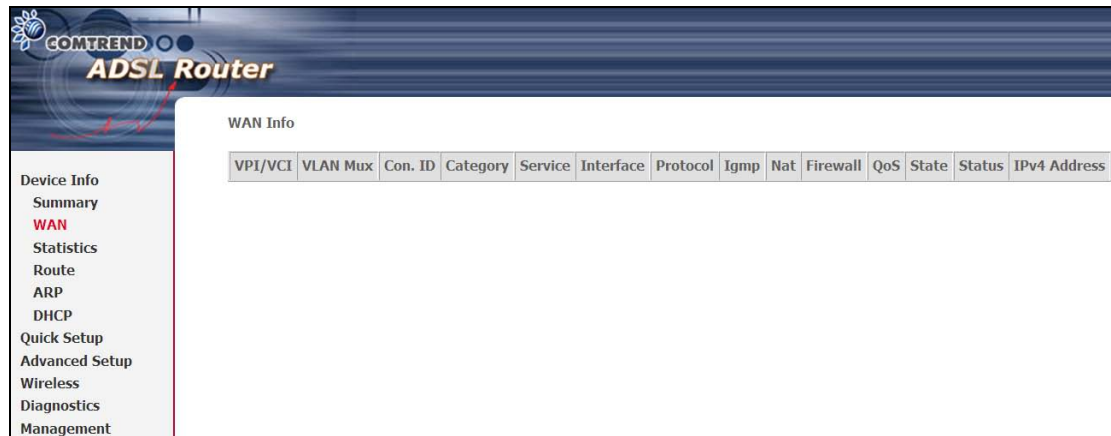 COMTREND
ADSL Router
WAN Info
VPI/VCI VLAN Mux Con. ID Category Service Interface Protocol Igmp Nat Firewall QoS State Status IPv4 Address
Device Info
Summary
WAN
Statistics
Route
ARP
DHCP
Quick Setup
Advanced Setup
Wireless
Diagnostics
Management